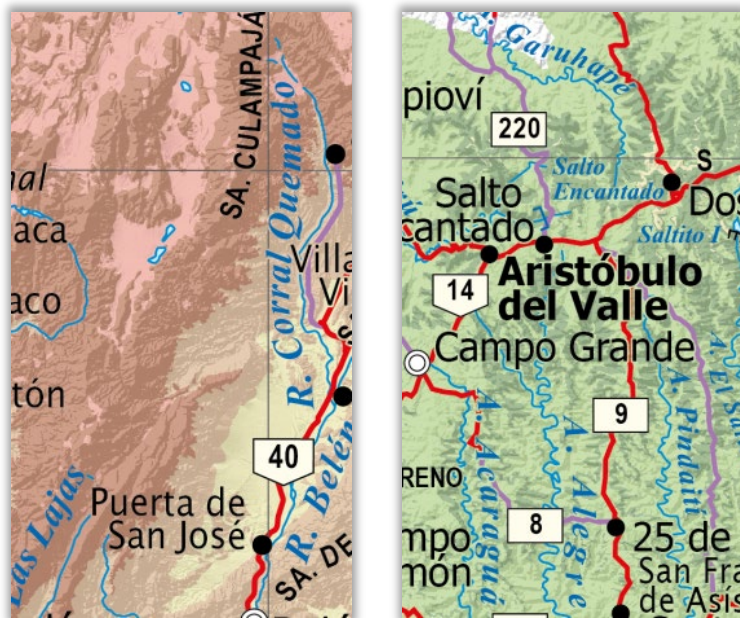 SA. CULAMPAJÁ
R. Corral Quemado
nal
aca
Villa
Vi
aco
tón
40
R. Belén
Las Lajas
Puerta de
San José
SA. DE
A. Garuhapé
pioví
220
Salto
Encantado
S
Dos
Salto
cantado
Saltito I
14
Aristóbulo
del Valle
Campo Grande
9
A. Pindaití
A. Acaraguá
A. Alegre
RENO
8
mpo
món
25 de
San Fra
de Asís